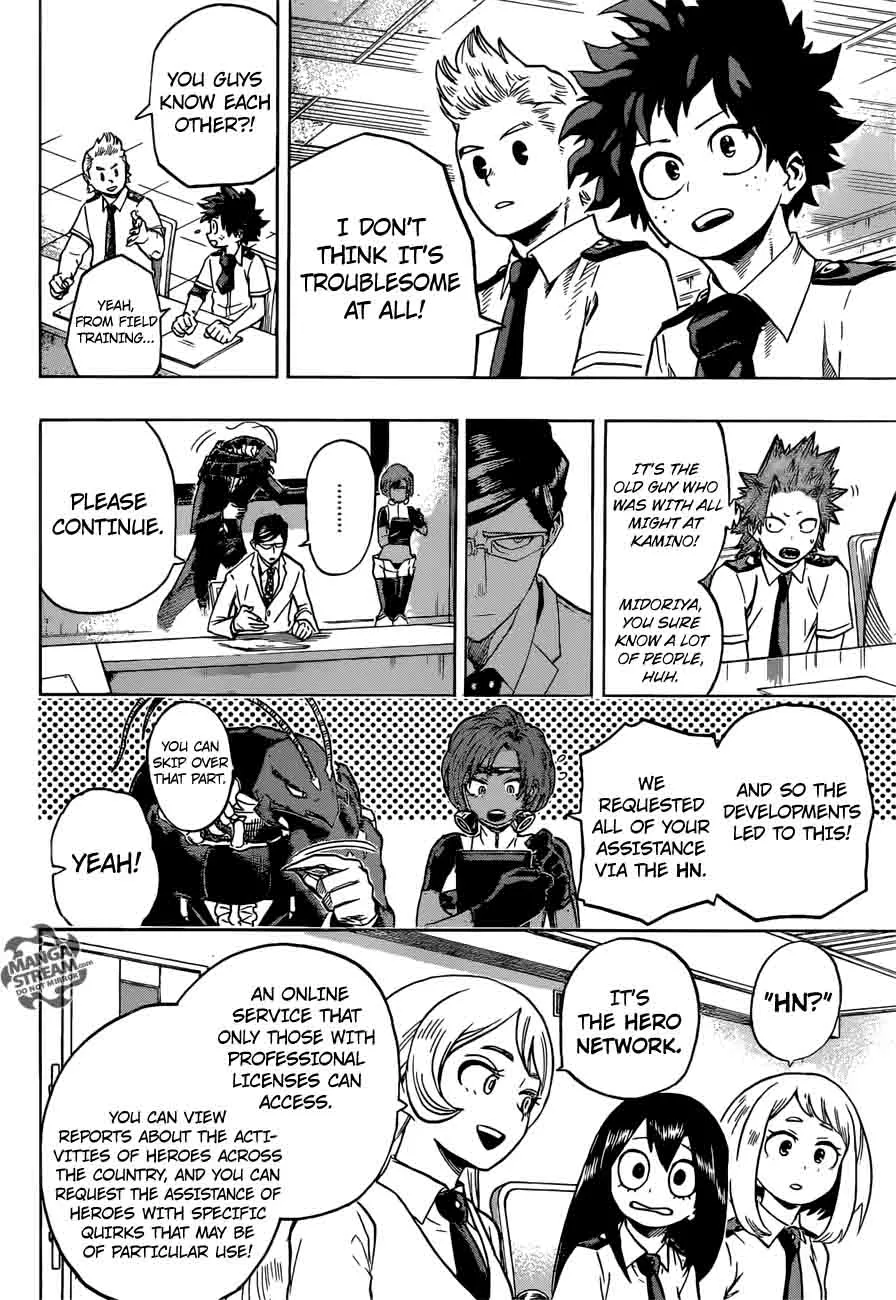 I DON'T
THINK IT'S
TROUBLESOME
AT ALL!
YOU GUYS
KNOW EACH
OTHER?!
YEAH,
FROM FIELD
TRAINING...
IT'S THE
OLD GUY WHO
WAS WITH ALL
MIGHT AT
KAMINO!
MIDORIYA,
YOU SURE
KNOW A LOT
OF PEOPLE,
HUH.
.........
PLEASE
CONTINUE.
AND SO THE
DEVELOPMENTS
LED TO THIS!
WE
REQUESTED
ALL OF YOUR
ASSISTANCE
VIA THE HN.
YOU CAN
SKIP OVER
THAT PART.
YEAH!
"HN?"
IT'S
THE HERO
NETWORK.
AN ONLINE
SERVICE THAT
ONLY THOSE WITH
PROFESSIONAL
LICENSES CAN
ACCESS.
YOU CAN VIEW
REPORTS ABOUT THE ACTI-
VITIES OF HEROES ACROSS
THE COUNTRY, AND YOU CAN
REQUEST THE ASSISTANCE OF
HEROES WITH SPECIFIC
QUIRKS THAT MAY BE
OF PARTICULAR USE!
MANGA
STREAM.com
DO NOT MIRROR!